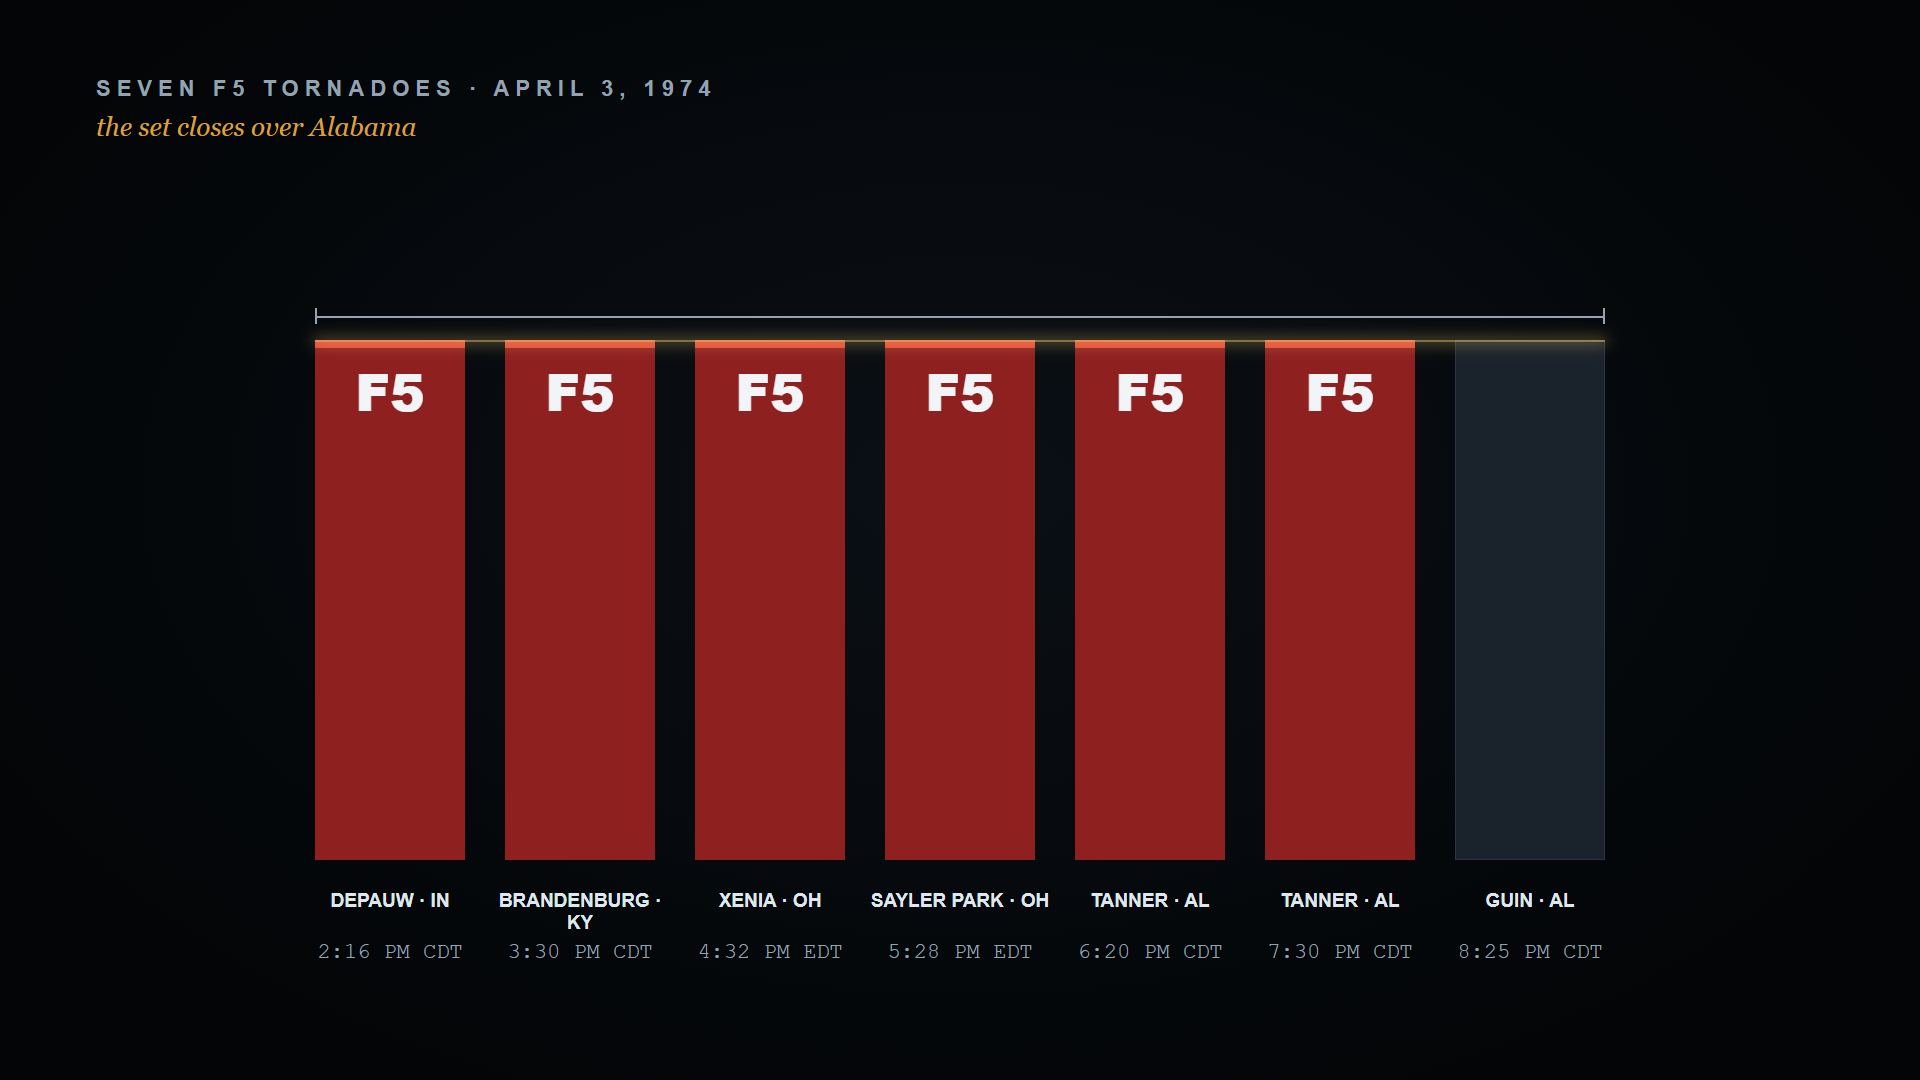 SEVEN F5 TORNADOES · APRIL 3, 1974
the set closes over Alabama
F5 F5 F5 F5 F5 F5
DEPAUW · IN BRANDENBURG · KY XENIA · OH SAYLER PARK · OH TANNER · AL TANNER · AL GUIN · AL
2:16 PM CDT 3:30 PM CDT 4:32 PM EDT 5:28 PM EDT 6:20 PM CDT 7:30 PM CDT 8:25 PM CDT